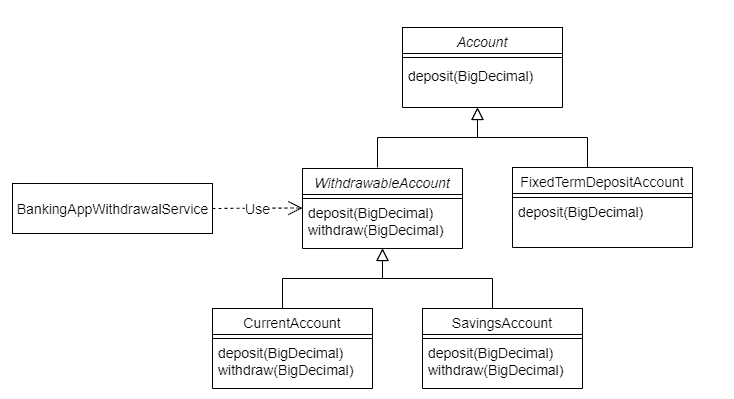 Account
deposit(BigDecimal)
WithdrawableAccount
deposit(BigDecimal)
withdraw(BigDecimal)
FixedTermDepositAccount
deposit(BigDecimal)
BankingAppWithdrawalService
Use
CurrentAccount
deposit(BigDecimal)
withdraw(BigDecimal)
SavingsAccount
deposit(BigDecimal)
withdraw(BigDecimal)